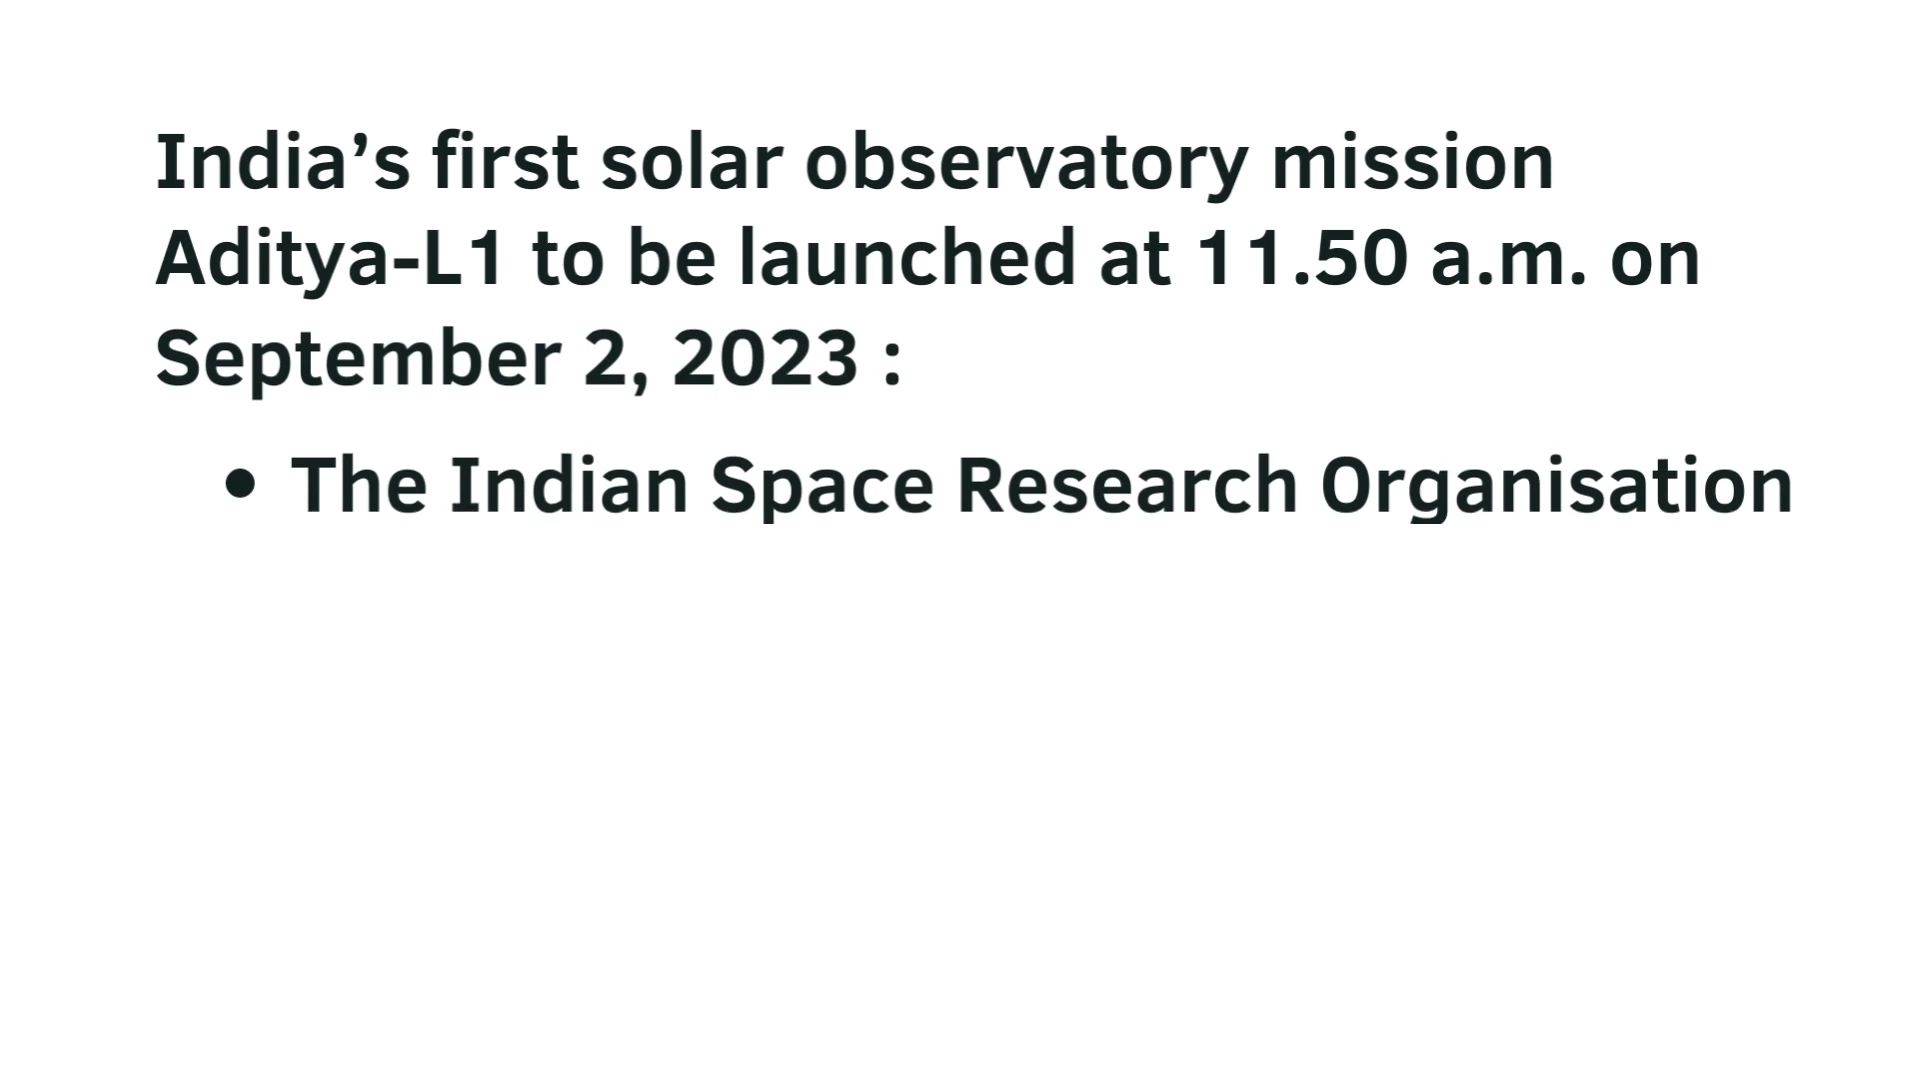 India’s first solar observatory mission
Aditya-L1 to be launched at 11.50 a.m. on
September 2, 2023 :
• The Indian Space Research Organisation